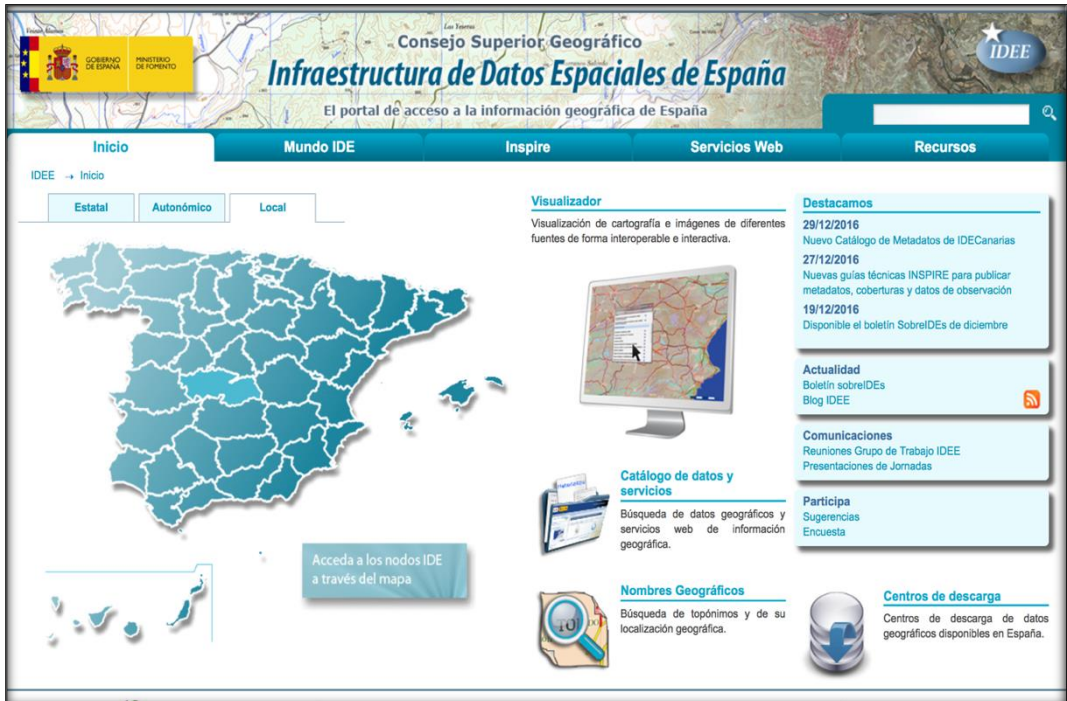 Consejo Superior Geográfico
GOBIERNO
DE ESPAÑA
MINISTERIO
DE FOMENTO
Infraestructura de Datos Espaciales de España
IDEE
El portal de acceso a la información geográfica de España
Inicio
Mundo IDE
Inspire
Servicios Web
Recursos
IDEE → Inicio
Estatal
Autonómico
Local
Acceda a los nodos IDE
a través del mapa
Visualizador
Visualización de cartografía e imágenes de diferentes
fuentes de forma interoperable e interactiva.
Catálogo de datos y
servicios
Búsqueda de datos geográficos y
servicios web de información
geográfica.
Nombres Geográficos
Búsqueda de topónimos y de su
localización geográfica.
Destacamos
29/12/2016
Nuevo Catálogo de Metadatos de IDECanarias
27/12/2016
Nuevas guías técnicas INSPIRE para publicar
metadatos, coberturas y datos de observación
19/12/2016
Disponible el boletín SobreIDEs de diciembre
Actualidad
Boletín sobreIDEs
Blog IDEE
Comunicaciones
Reuniones Grupo de Trabajo IDEE
Presentaciones de Jornadas
Participa
Sugerencias
Encuesta
Centros de descarga
Centros de descarga de datos
geográficos disponibles en España.